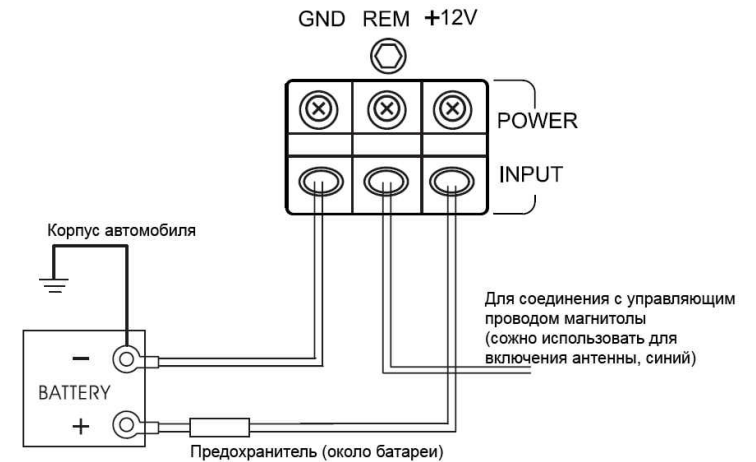 GND REM +12V
POWER
INPUT
Корпус автомобиля
Для соединения с управляющим
проводом магнитолы
(сожно использовать для
включения антенны, синий)
−
BATTERY
+
Предохранитель (около батареи)